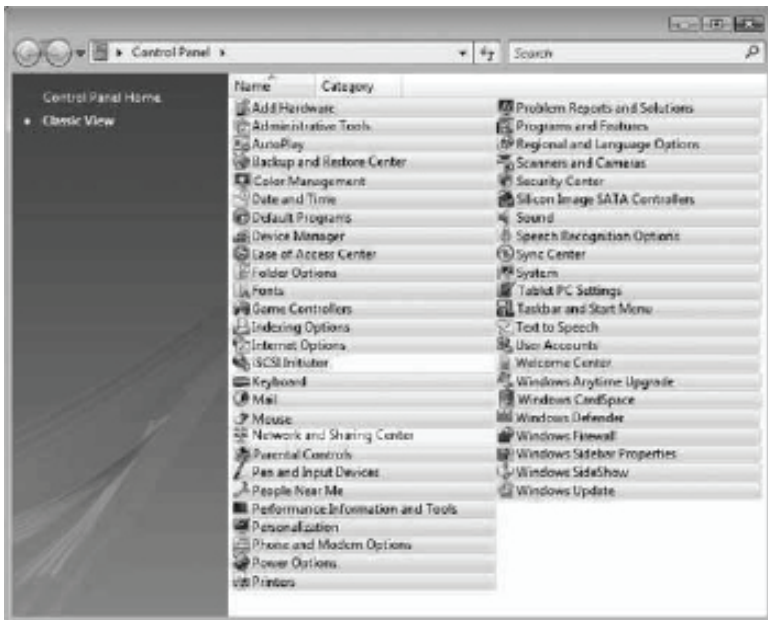 Control Panel
Search
Control Panel Home
Classic View
Name Category
Add Hardware
Administrative Tools
AutoPlay
Backup and Restore Center
Color Management
Date and Time
Default Programs
Device Manager
Ease of Access Center
Folder Options
Fonts
Game Controllers
Indexing Options
Internet Options
iSCSI Initiator
Keyboard
Mail
Mouse
Network and Sharing Center
Parental Controls
Pen and Input Devices
People Near Me
Performance Information and Tools
Personalization
Phone and Modem Options
Power Options
Printers
Problem Reports and Solutions
Programs and Features
Regional and Language Options
Scanners and Cameras
Security Center
Silicon Image SATA Controllers
Sound
Speech Recognition Options
Sync Center
System
Tablet PC Settings
Taskbar and Start Menu
Text to Speech
User Accounts
Welcome Center
Windows Anytime Upgrade
Windows CardSpace
Windows Defender
Windows Firewall
Windows Sidebar Properties
Windows SideShow
Windows Update